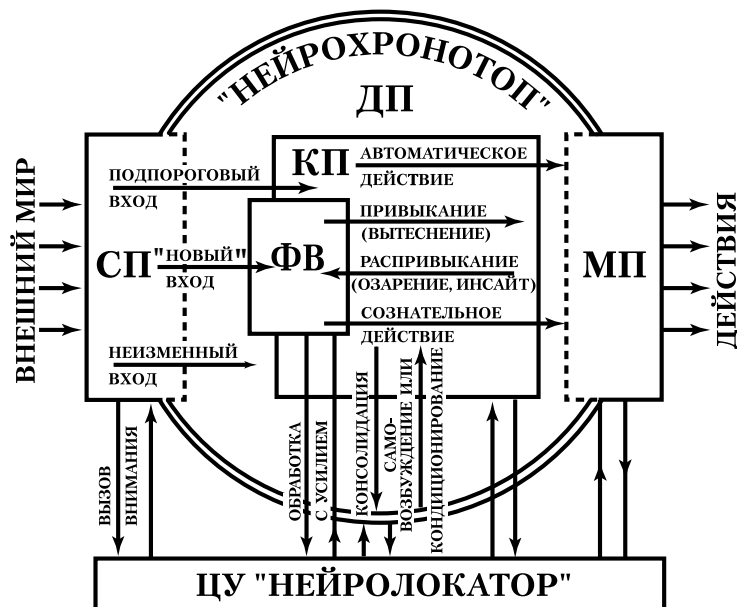 "НЕЙРОХРОНОТОП"
ДП
КП
АВТОМАТИЧЕСКОЕ
ДЕЙСТВИЕ
ПОДПОРОГОВЫЙ
ВХОД
ПРИВЫКАНИЕ
(ВЫТЕСНЕНИЕ)
ВНЕШНИЙ МИР
СП
"НОВЫЙ"
ВХОД
ФВ
РАСПРИВЫКАНИЕ
(ОЗАРЕНИЕ, ИНСАЙТ)
МП
ДЕЙСТВИЯ
СОЗНАТЕЛЬНОЕ
ДЕЙСТВИЕ
НЕИЗМЕННЫЙ
ВХОД
ВЫЗОВ
ВНИМАНИЯ
ОБРАБОТКА
С УСИЛИЕМ
КОНСОЛИДАЦИЯ
САМО-
ВОЗБУЖДЕНИЕ ИЛИ
КОНДИЦИОНИРОВАНИЕ
ЦУ "НЕЙРОЛОКАТОР"